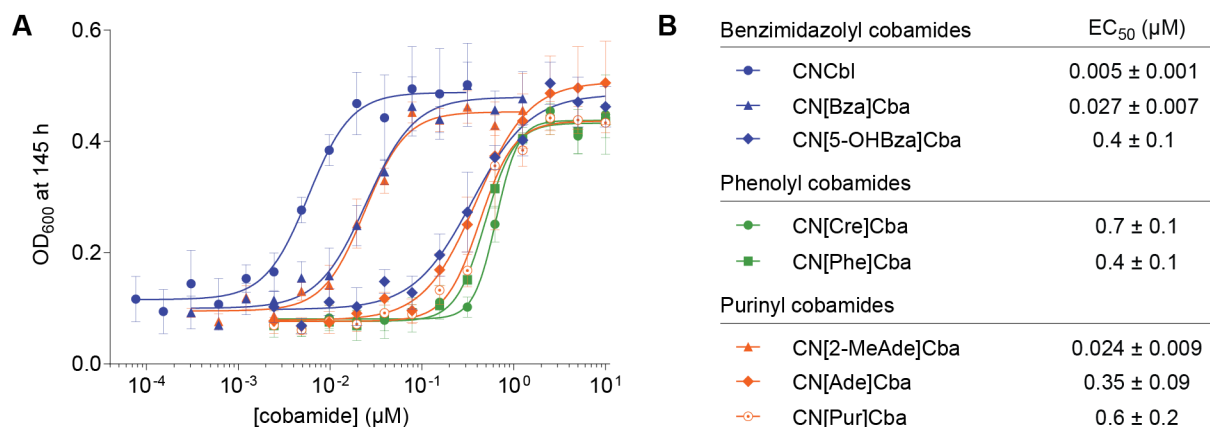 A
OD₆₀₀ at 145 h
0.6
0.4
0.2
0.0
10⁻⁴ 10⁻³ 10⁻² 10⁻¹ 10⁰ 10¹
[cobamide] (µM)
B
Benzimidazolyl cobamides EC₅₀ (µM)
CNCbl 0.005 ± 0.001
CN[Bza]Cba 0.027 ± 0.007
CN[5-OHBza]Cba 0.4 ± 0.1
Phenolyl cobamides
CN[Cre]Cba 0.7 ± 0.1
CN[Phe]Cba 0.4 ± 0.1
Purinyl cobamides
CN[2-MeAde]Cba 0.024 ± 0.009
CN[Ade]Cba 0.35 ± 0.09
CN[Pur]Cba 0.6 ± 0.2